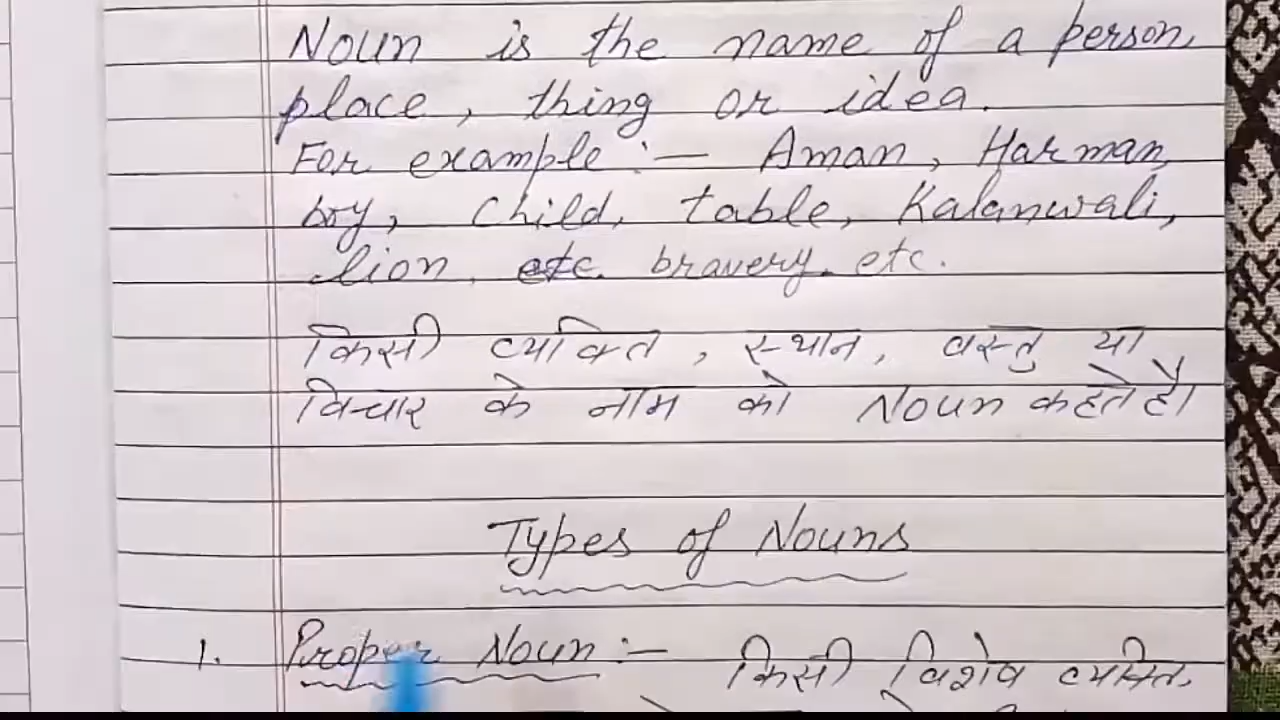 Noun is the name of a person,
place, thing or idea.
For example :- Aman, Harman,
boy, child, table, Kalanwali,
lion, etc. bravery. etc.
किसी व्यक्ति, स्थान, वस्तु या
विचार के नाम को Noun कहते है।
Types of Nouns
1. Proper Noun :- किसी विशेष व्यक्ति,